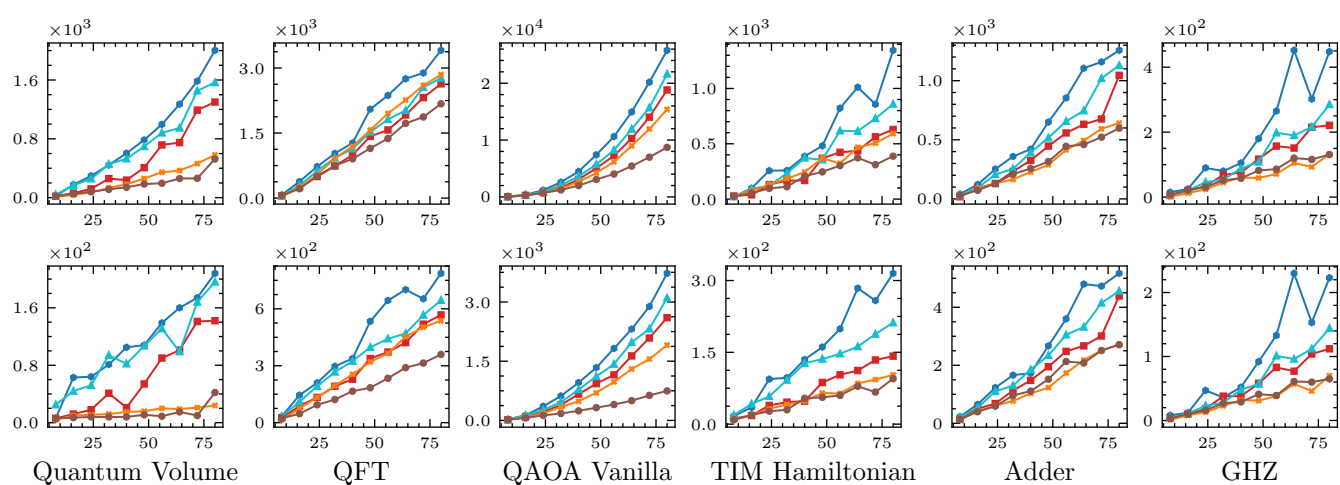 ×10³ ×10³ ×10⁴ ×10³ ×10³ ×10²
1.6 3.0 2 1.0 1.0 4
0.8 1.5 1 0.5 0.5 2
0.0 0.0 0 0.0 0.0 0
25 50 75 25 50 75 25 50 75 25 50 75 25 50 75 25 50 75
×10² ×10² ×10³ ×10² ×10² ×10²
1.6 6 3.0 3.0 4 2
0.8 3 1.5 1.5 2 1
0.0 0 0.0 0.0 0 0
25 50 75 25 50 75 25 50 75 25 50 75 25 50 75 25 50 75
Quantum Volume QFT QAOA Vanilla TIM Hamiltonian Adder GHZ